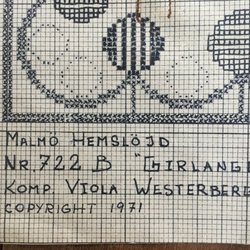 MALMÖ HEMSLÖJD
NR. 722 B "GIRLANG
KOMP. VIOLA WESTERBERG
COPYRIGHT 1971